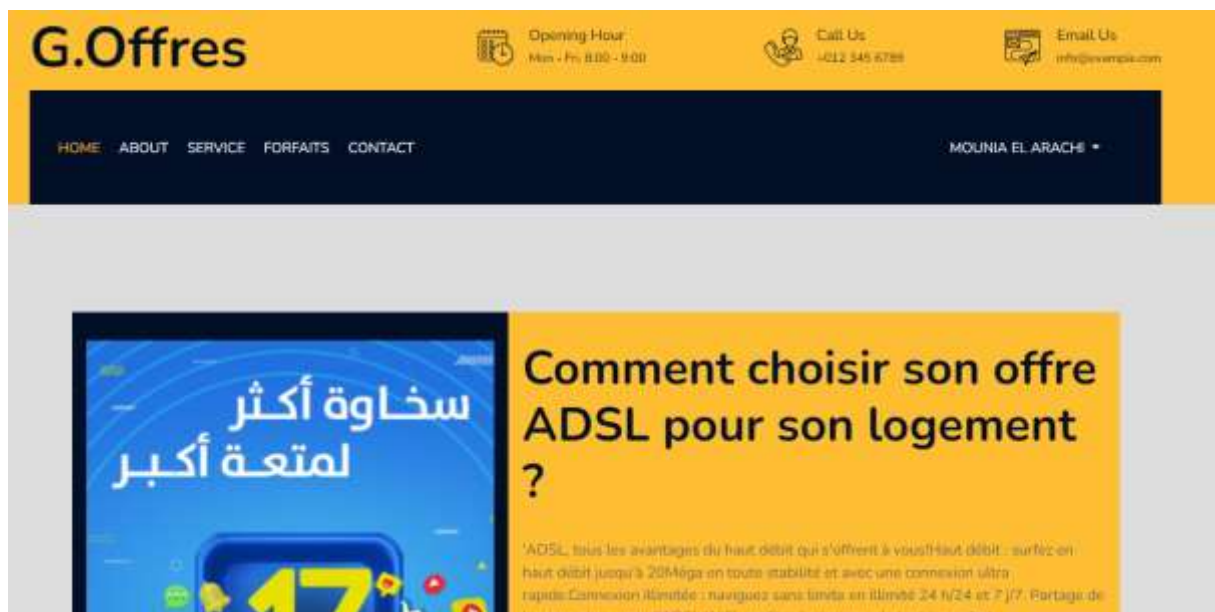 G.Offres
Opening Hour
Mon - Fri, 8:00 - 9:00
Call Us
+012 345 6789
Email Us
info@example.com
HOME ABOUT SERVICE FORFAITS CONTACT
MOUNIA EL ARACHI
سخاوة أكثر
لمتعة أكبر
17
Comment choisir son offre
ADSL pour son logement
?
'ADSL, tous les avantages du haut débit qui s'offrent à vous!Haut débit : surfez en
haut débit jusqu'à 20Méga en toute stabilité et avec une connexion ultra
rapide.Connexion illimitée : naviguez sans limite en illimité 24 h/24 et 7 j/7. Partage de